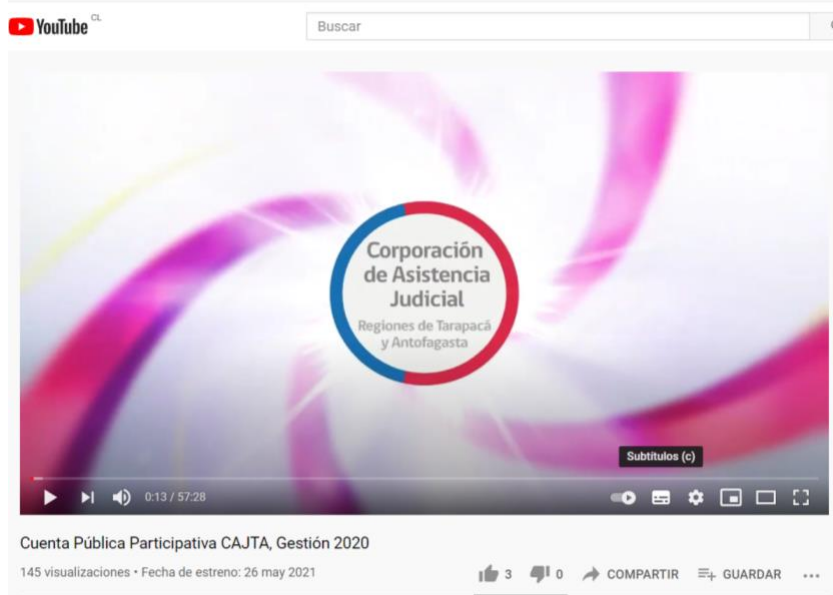 YouTube CL
Buscar
Corporación
de Asistencia
Judicial
Regiones de Tarapacá
y Antofagasta
Subtítulos (c)
0:13 / 57:28
Cuenta Pública Participativa CAJTA, Gestión 2020
145 visualizaciones • Fecha de estreno: 26 may 2021
3 0 COMPARTIR GUARDAR ...